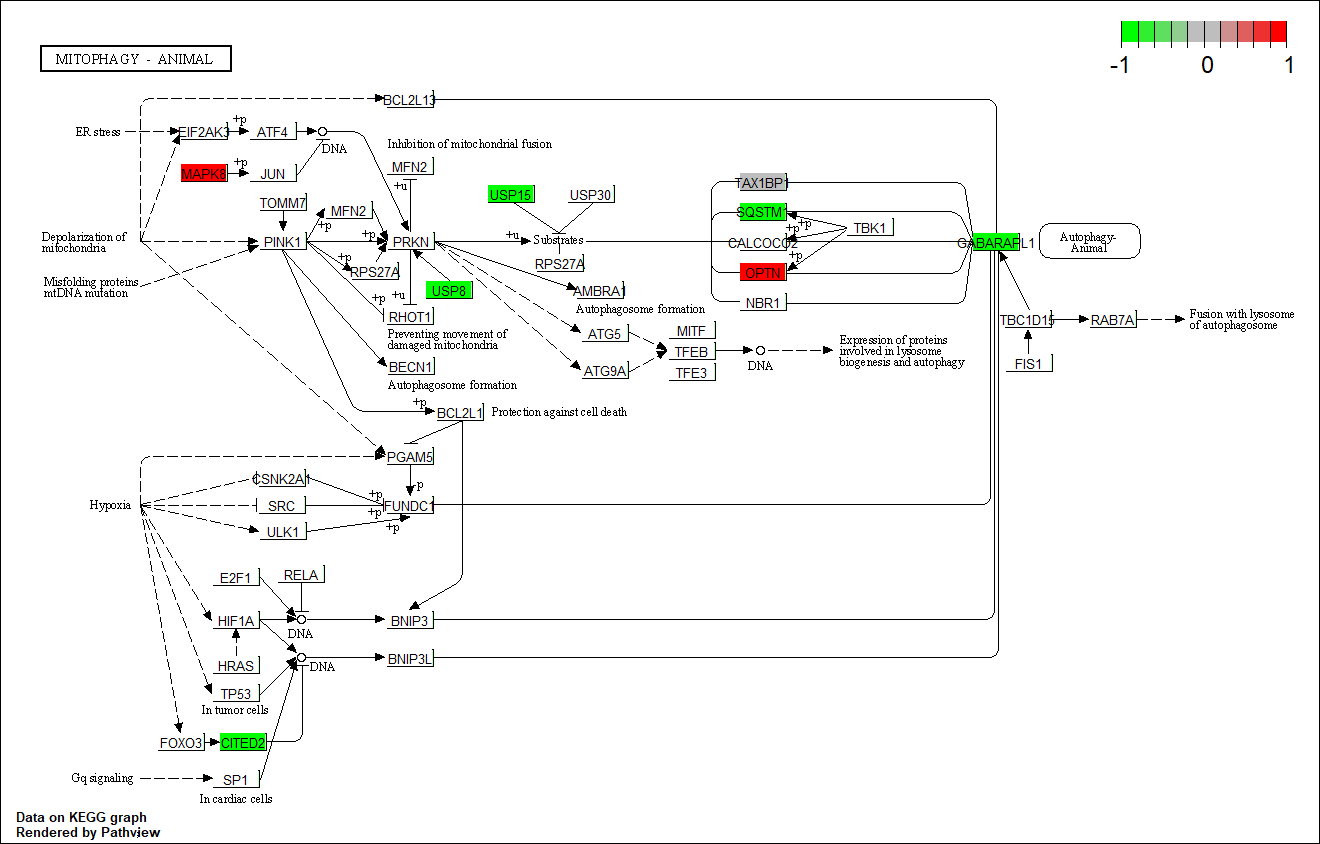 MITOPHAGY - ANIMAL
-1 0 1
BCL2L13
ER stress
EIF2AK3
+p
ATF4
DNA
Inhibition of mitochondrial fusion
MAPK8
+p
JUN
MFN2
+u
TOMM7
MFN2
+p
USP15
USP30
TAX1BP1
SQSTM1
+p
+p
TBK1
Depolarization of
mitochondria
PINK1
+p
PRKN
+u
Substrates
CALCOCO2
+p
GABARAPL1
Autophagy-
Animal
+p
RPS27A
RPS27A
OPTN
Misfolding proteins
mtDNA mutation
+p
+u
USP8
AMBRA1
Autophagosome formation
NBR1
RHOT1
Preventing movement of
damaged mitochondria
ATG5
MITF
TFEB
TFE3
DNA
Expression of proteins
involved in lysosome
biogenesis and autophagy
TBC1D15
RAB7A
Fusion with lysosome
of autophagosome
FIS1
BECN1
Autophagosome formation
ATG9A
+p
BCL2L1
Protection against cell death
PGAM5
-p
CSNK2A1
+p
Hypoxia
SRC
+p
FUNDC1
ULK1
+p
E2F1
RELA
HIF1A
DNA
BNIP3
HRAS
DNA
BNIP3L
TP53
In tumor cells
FOXO3
CITED2
Gq signaling
SP1
In cardiac cells
Data on KEGG graph
Rendered by Pathview